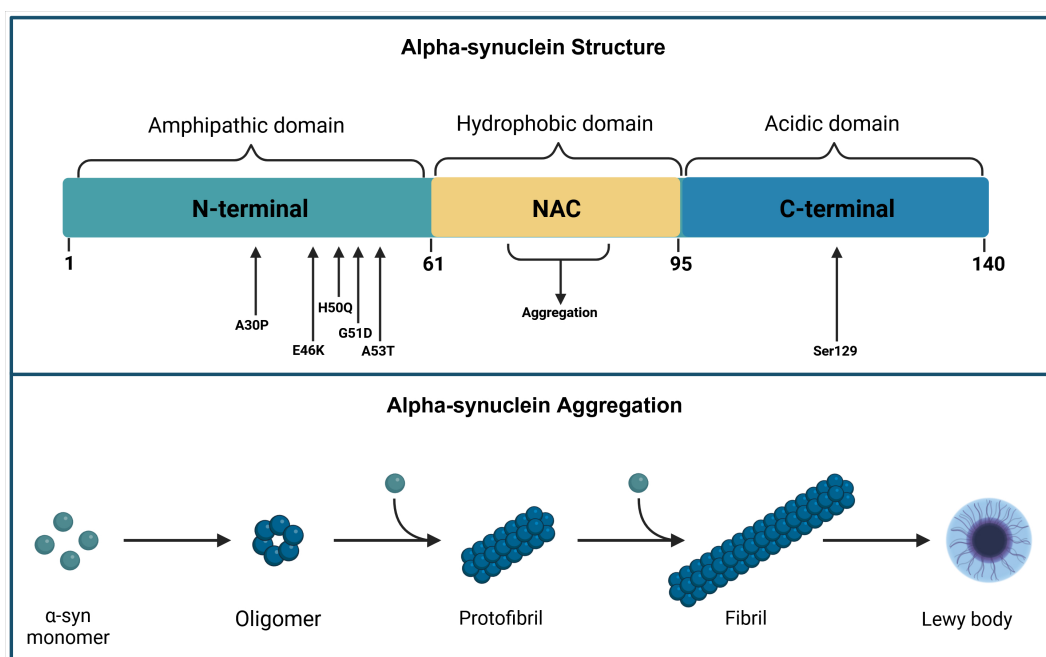 Alpha-synuclein Structure
Amphipathic domain
Hydrophobic domain
Acidic domain
N-terminal
NAC
C-terminal
1
61
95
140
A30P
E46K
H50Q
G51D
A53T
Aggregation
Ser129
Alpha-synuclein Aggregation
α-syn
monomer
Oligomer
Protofibril
Fibril
Lewy body